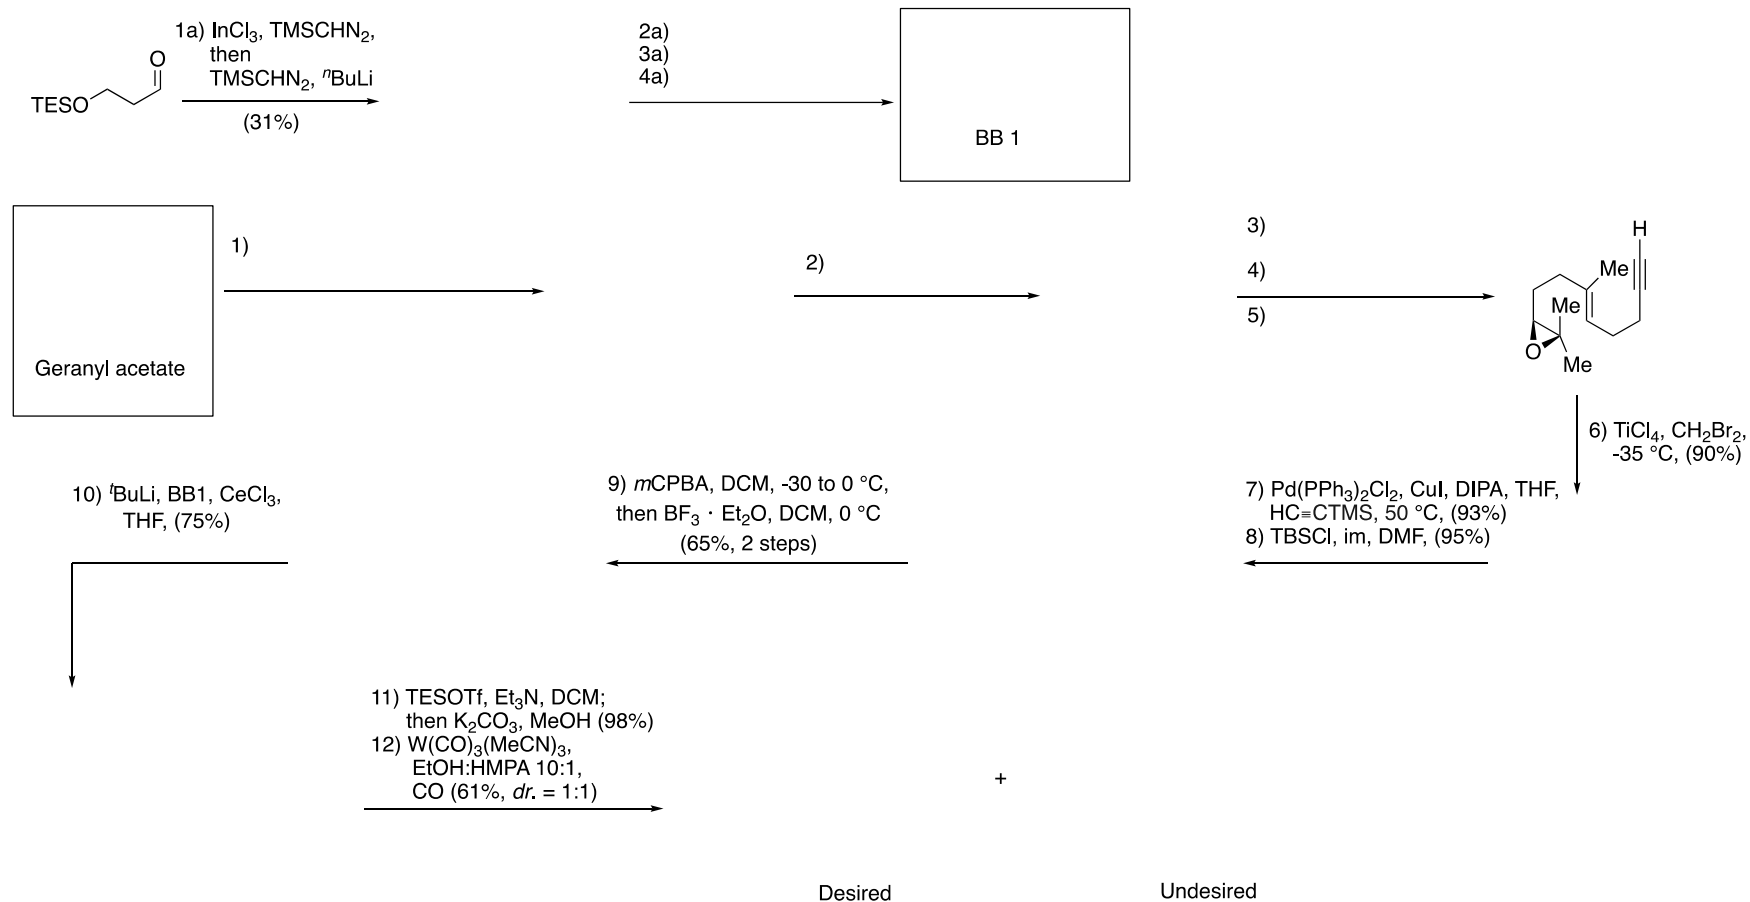 1a) InCl3, TMSCHN2,
then
TMSCHN2, nBuLi
(31%)
O
TESO
2a)
3a)
4a)
BB 1
Geranyl acetate
1)
2)
3)
4)
5)
H
Me
Me
O
Me
6) TiCl4, CH2Br2,
-35 °C, (90%)
7) Pd(PPh3)2Cl2, CuI, DIPA, THF,
HC≡CTMS, 50 °C, (93%)
8) TBSCl, im, DMF, (95%)
9) mCPBA, DCM, -30 to 0 °C,
then BF3 · Et2O, DCM, 0 °C
(65%, 2 steps)
10) tBuLi, BB1, CeCl3,
THF, (75%)
11) TESOTf, Et3N, DCM;
then K2CO3, MeOH (98%)
12) W(CO)3(MeCN)3,
EtOH:HMPA 10:1,
CO (61%, dr. = 1:1)
+
Desired
Undesired